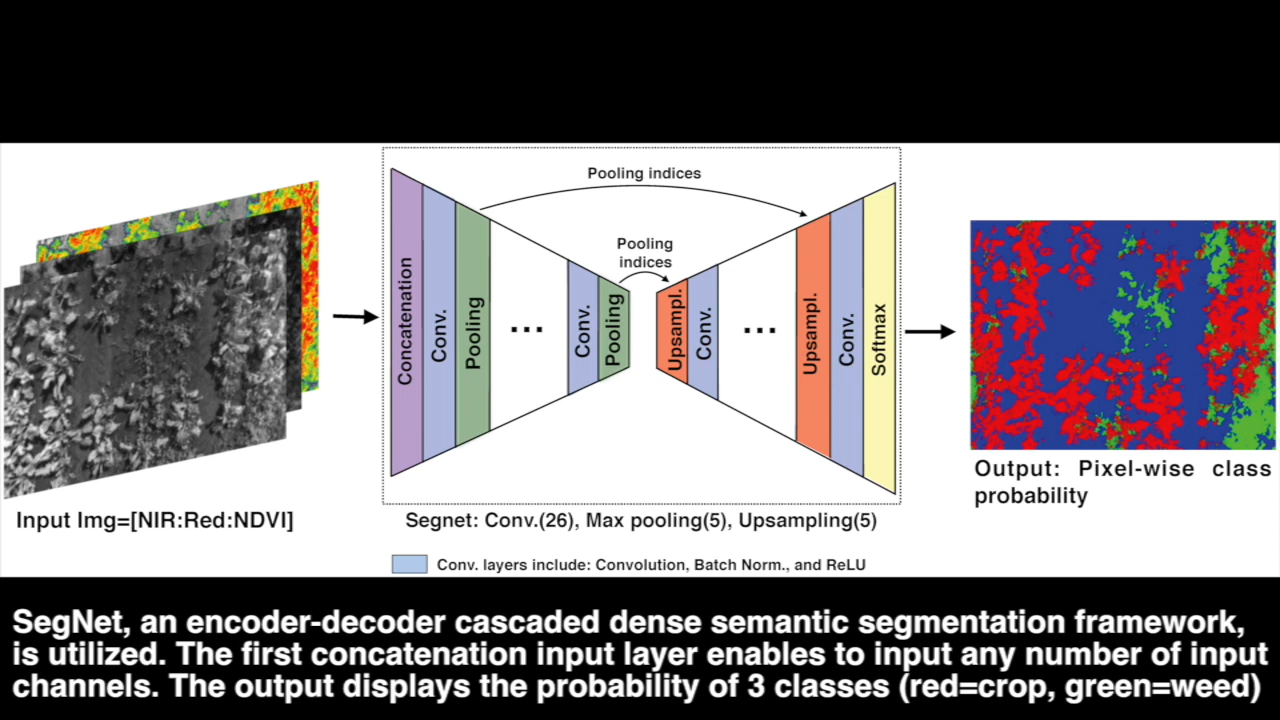 Pooling indices
Pooling
indices
Concatenation
Conv.
Pooling
...
Conv.
Pooling
Upsampl.
Conv.
...
Upsampl.
Conv.
Softmax
Output: Pixel-wise class
probability
Input Img=[NIR:Red:NDVI]
Segnet: Conv.(26), Max pooling(5), Upsampling(5)
Conv. layers include: Convolution, Batch Norm., and ReLU
SegNet, an encoder-decoder cascaded dense semantic segmentation framework,
is utilized. The first concatenation input layer enables to input any number of input
channels. The output displays the probability of 3 classes (red=crop, green=weed)